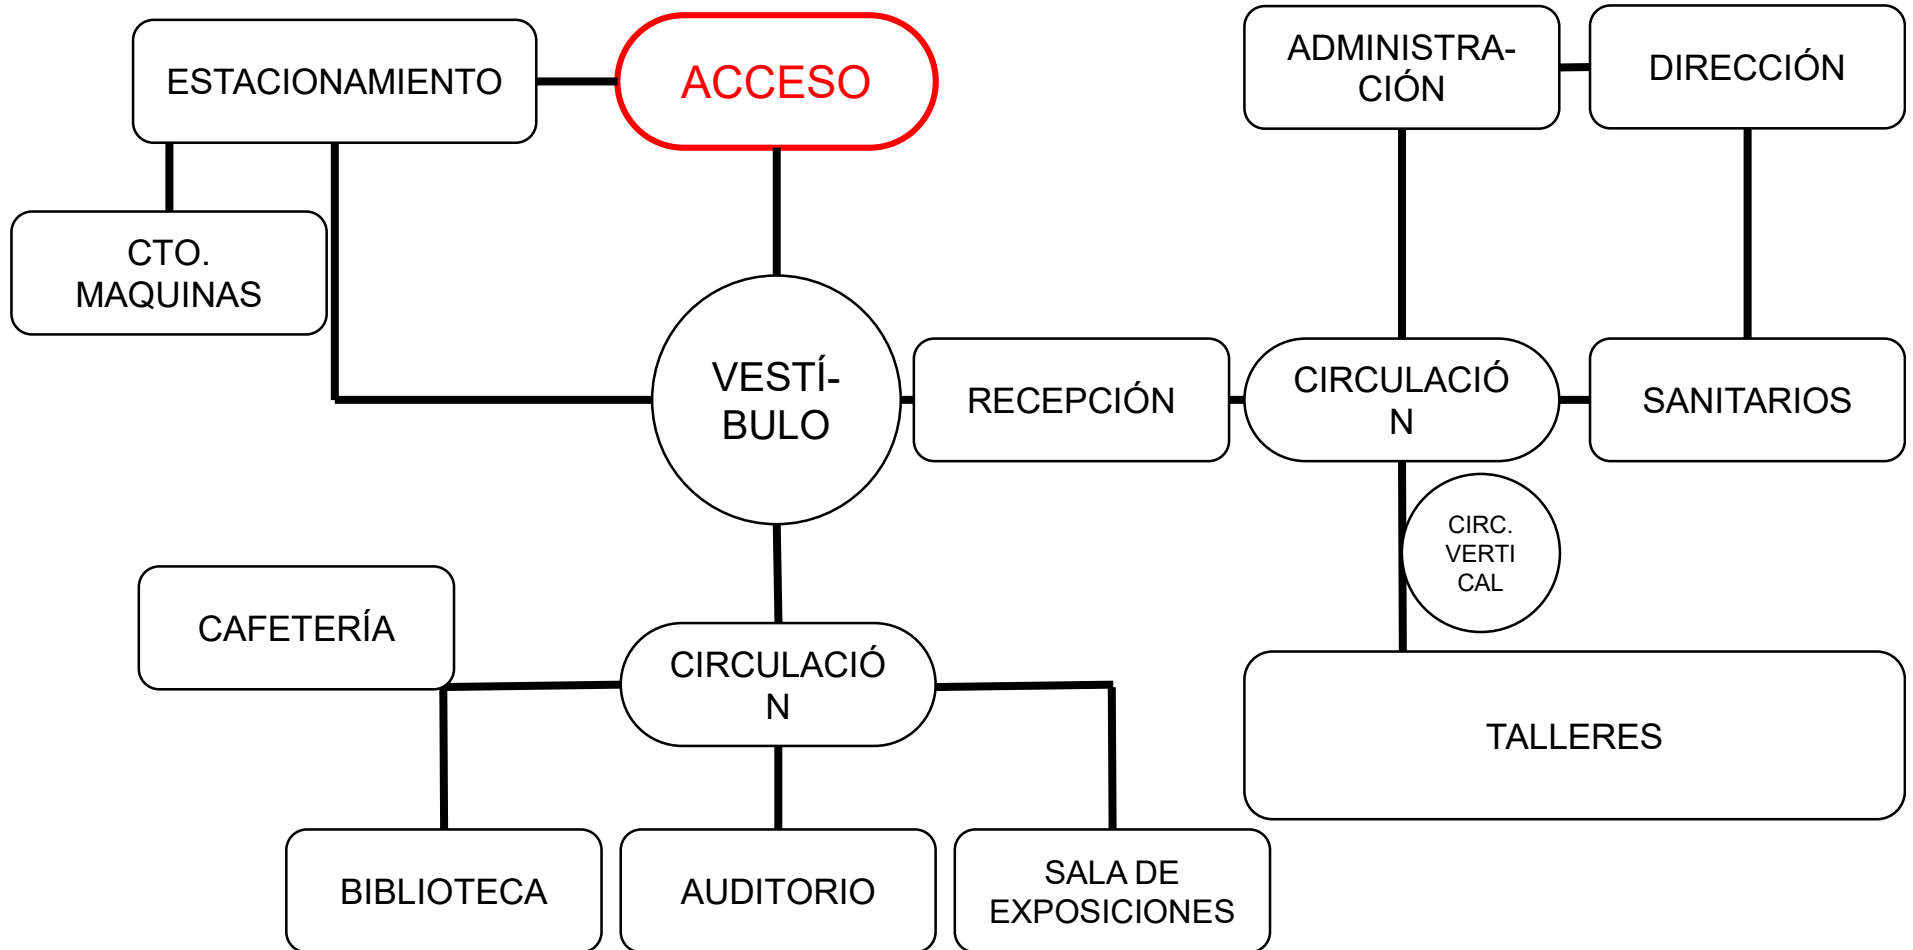 ESTACIONAMIENTO
ACCESO
ADMINISTRA-
CIÓN
DIRECCIÓN
CTO.
MAQUINAS
VESTÍ-
BULO
RECEPCIÓN
CIRCULACIÓ
N
SANITARIOS
CIRC.
VERTI
CAL
CAFETERÍA
CIRCULACIÓ
N
TALLERES
BIBLIOTECA
AUDITORIO
SALA DE
EXPOSICIONES